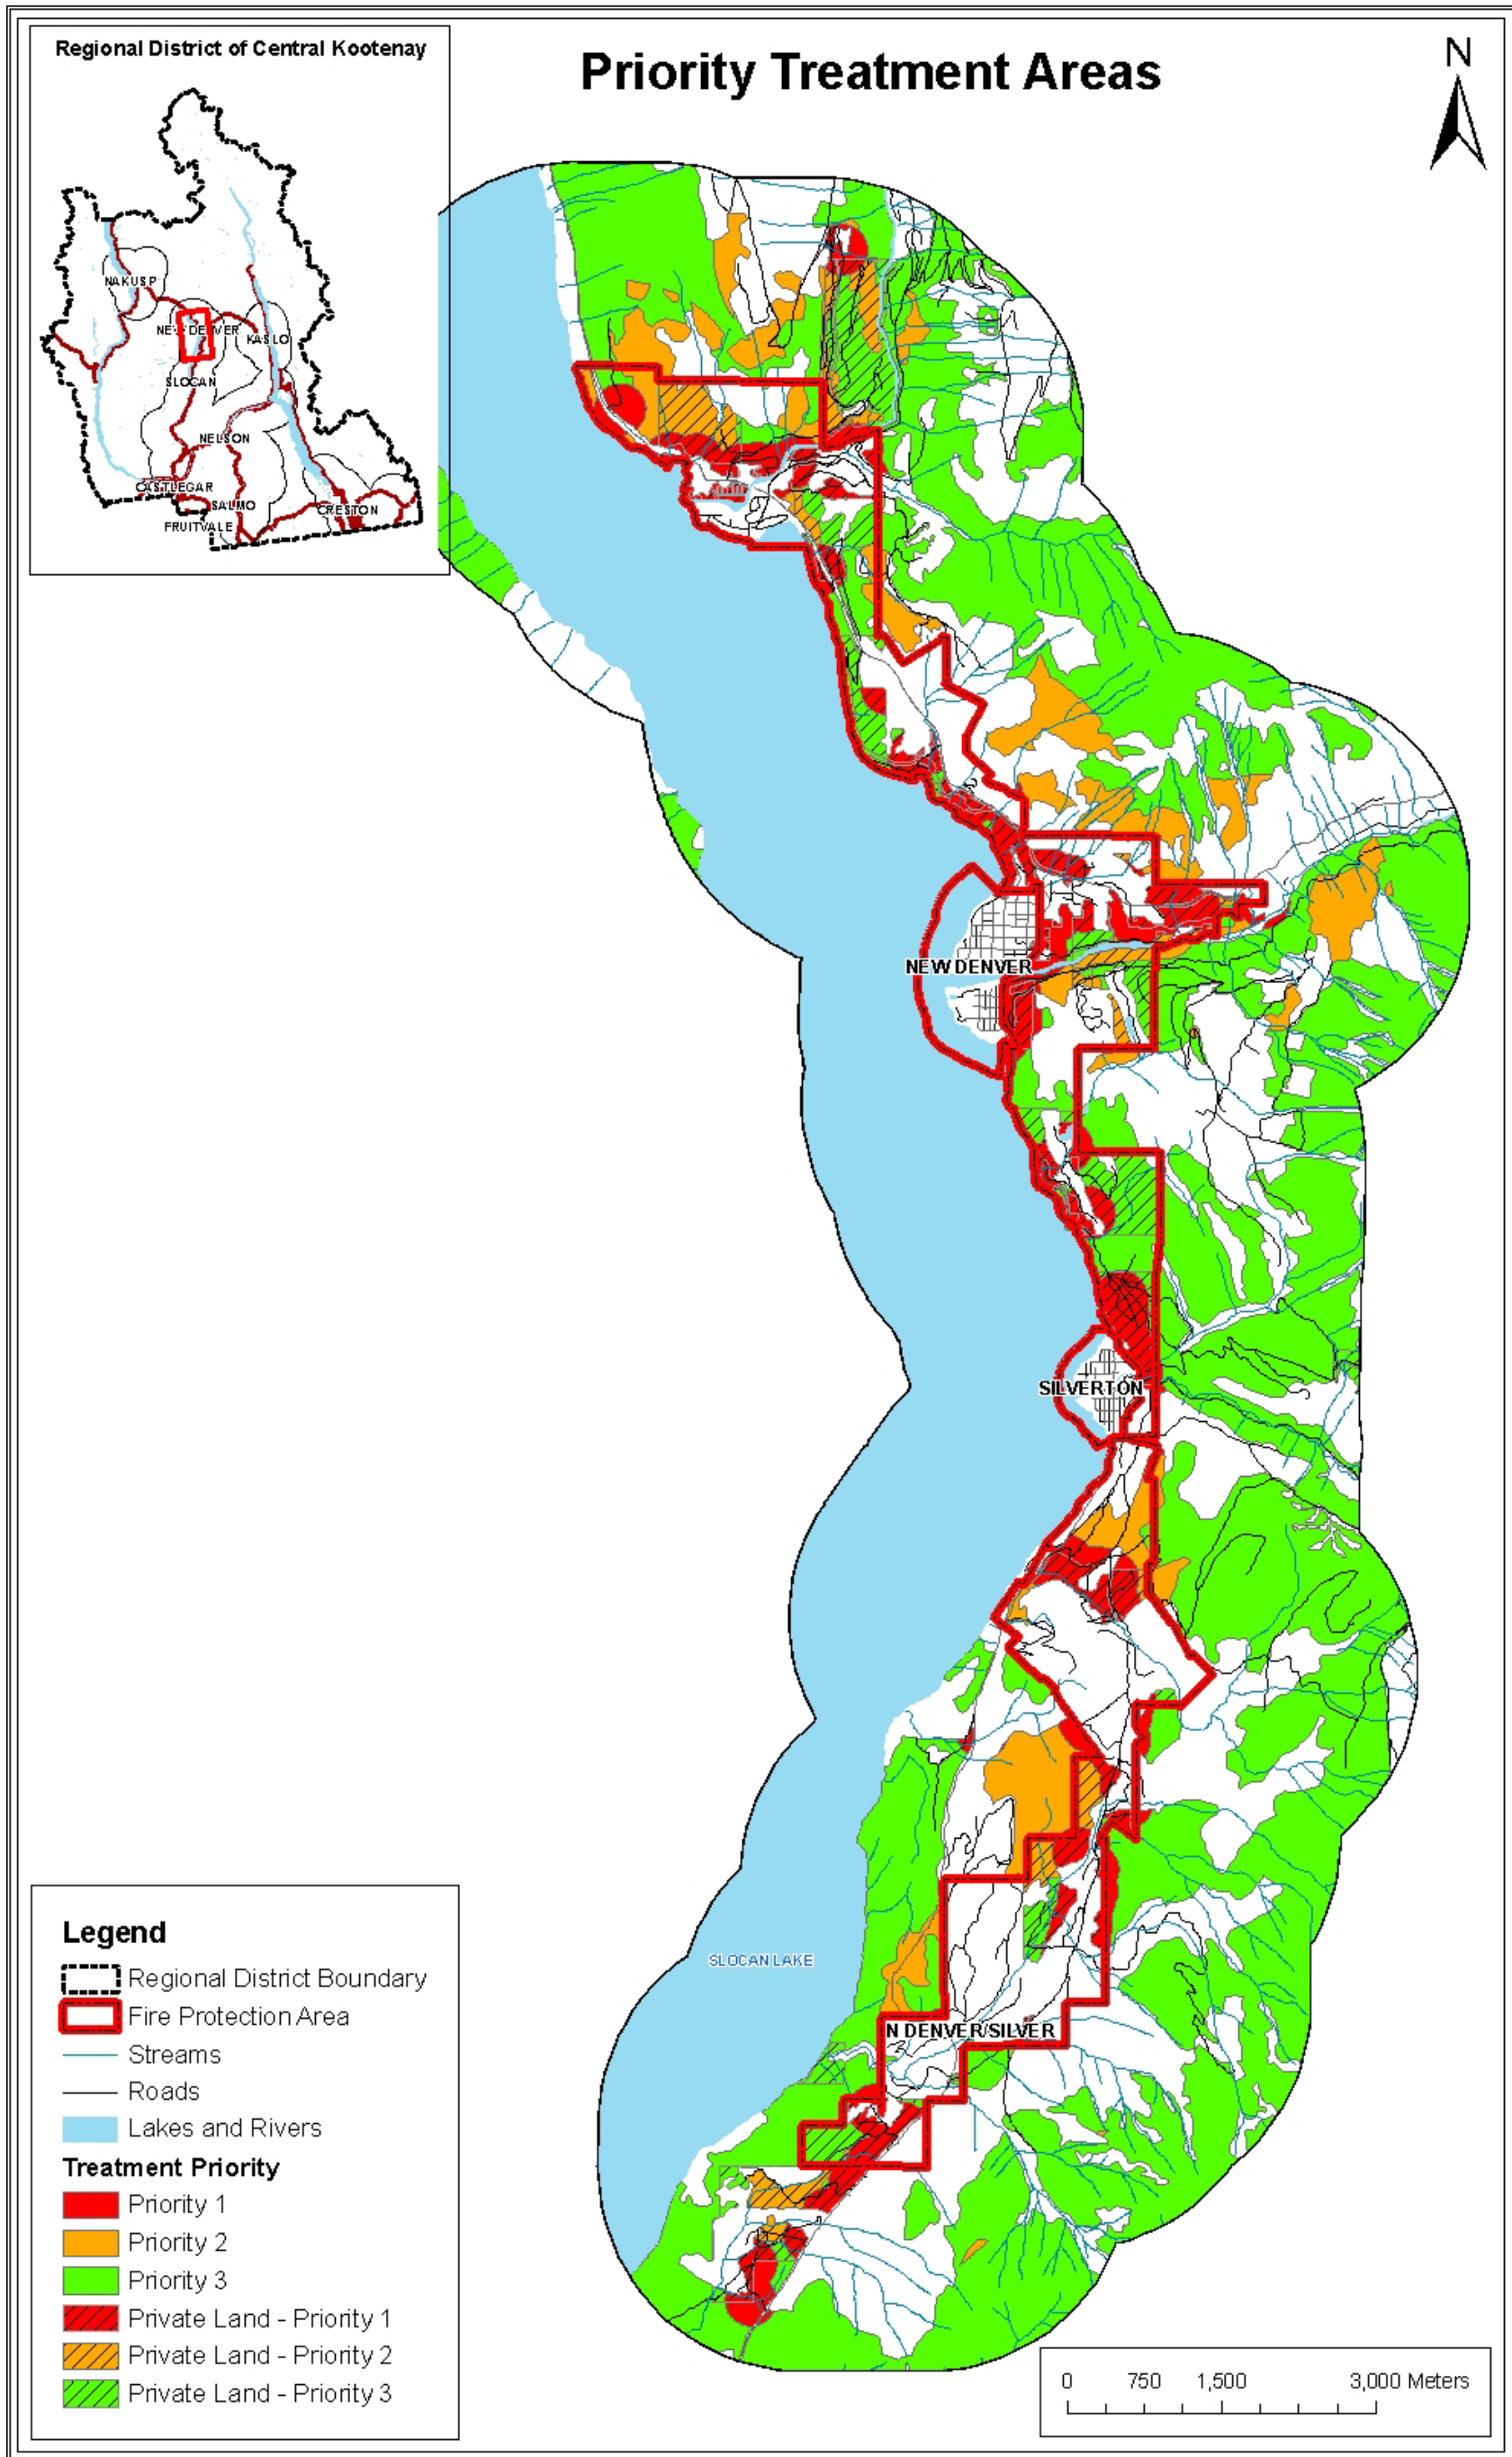 Regional District of Central Kootenay
Priority Treatment Areas
N
NAKUSP
NEW DENVER
KASLO
SLOCAN
NELSON
CASTLEGAR
SALMO
CRESTON
FRUITVALE
NEW DENVER
SILVERTON
SLOCAN LAKE
N DENVER/SILVER
Legend
Regional District Boundary
Fire Protection Area
Streams
Roads
Lakes and Rivers
Treatment Priority
Priority 1
Priority 2
Priority 3
Private Land - Priority 1
Private Land - Priority 2
Private Land - Priority 3
0 750 1,500 3,000 Meters